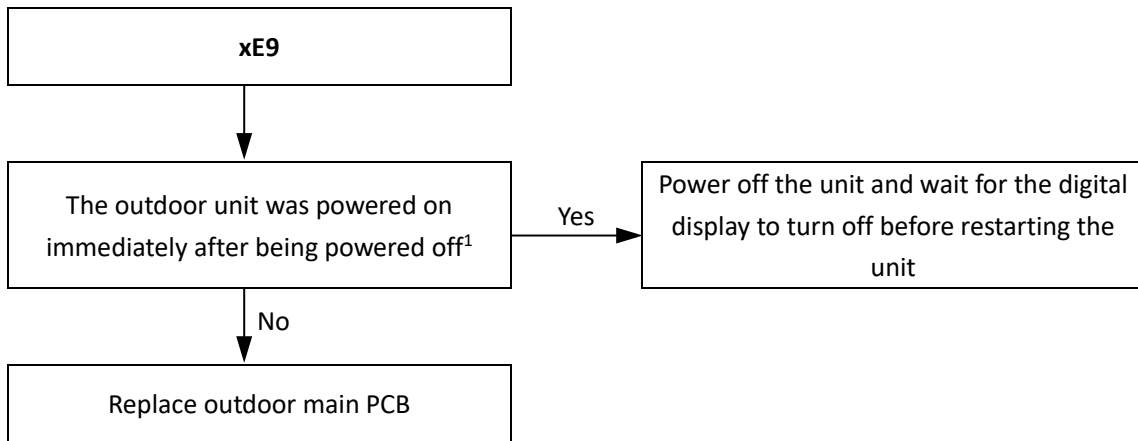 xE9
The outdoor unit was powered on
immediately after being powered off1
Yes
Power off the unit and wait for the digital
display to turn off before restarting the
unit
No
Replace outdoor main PCB